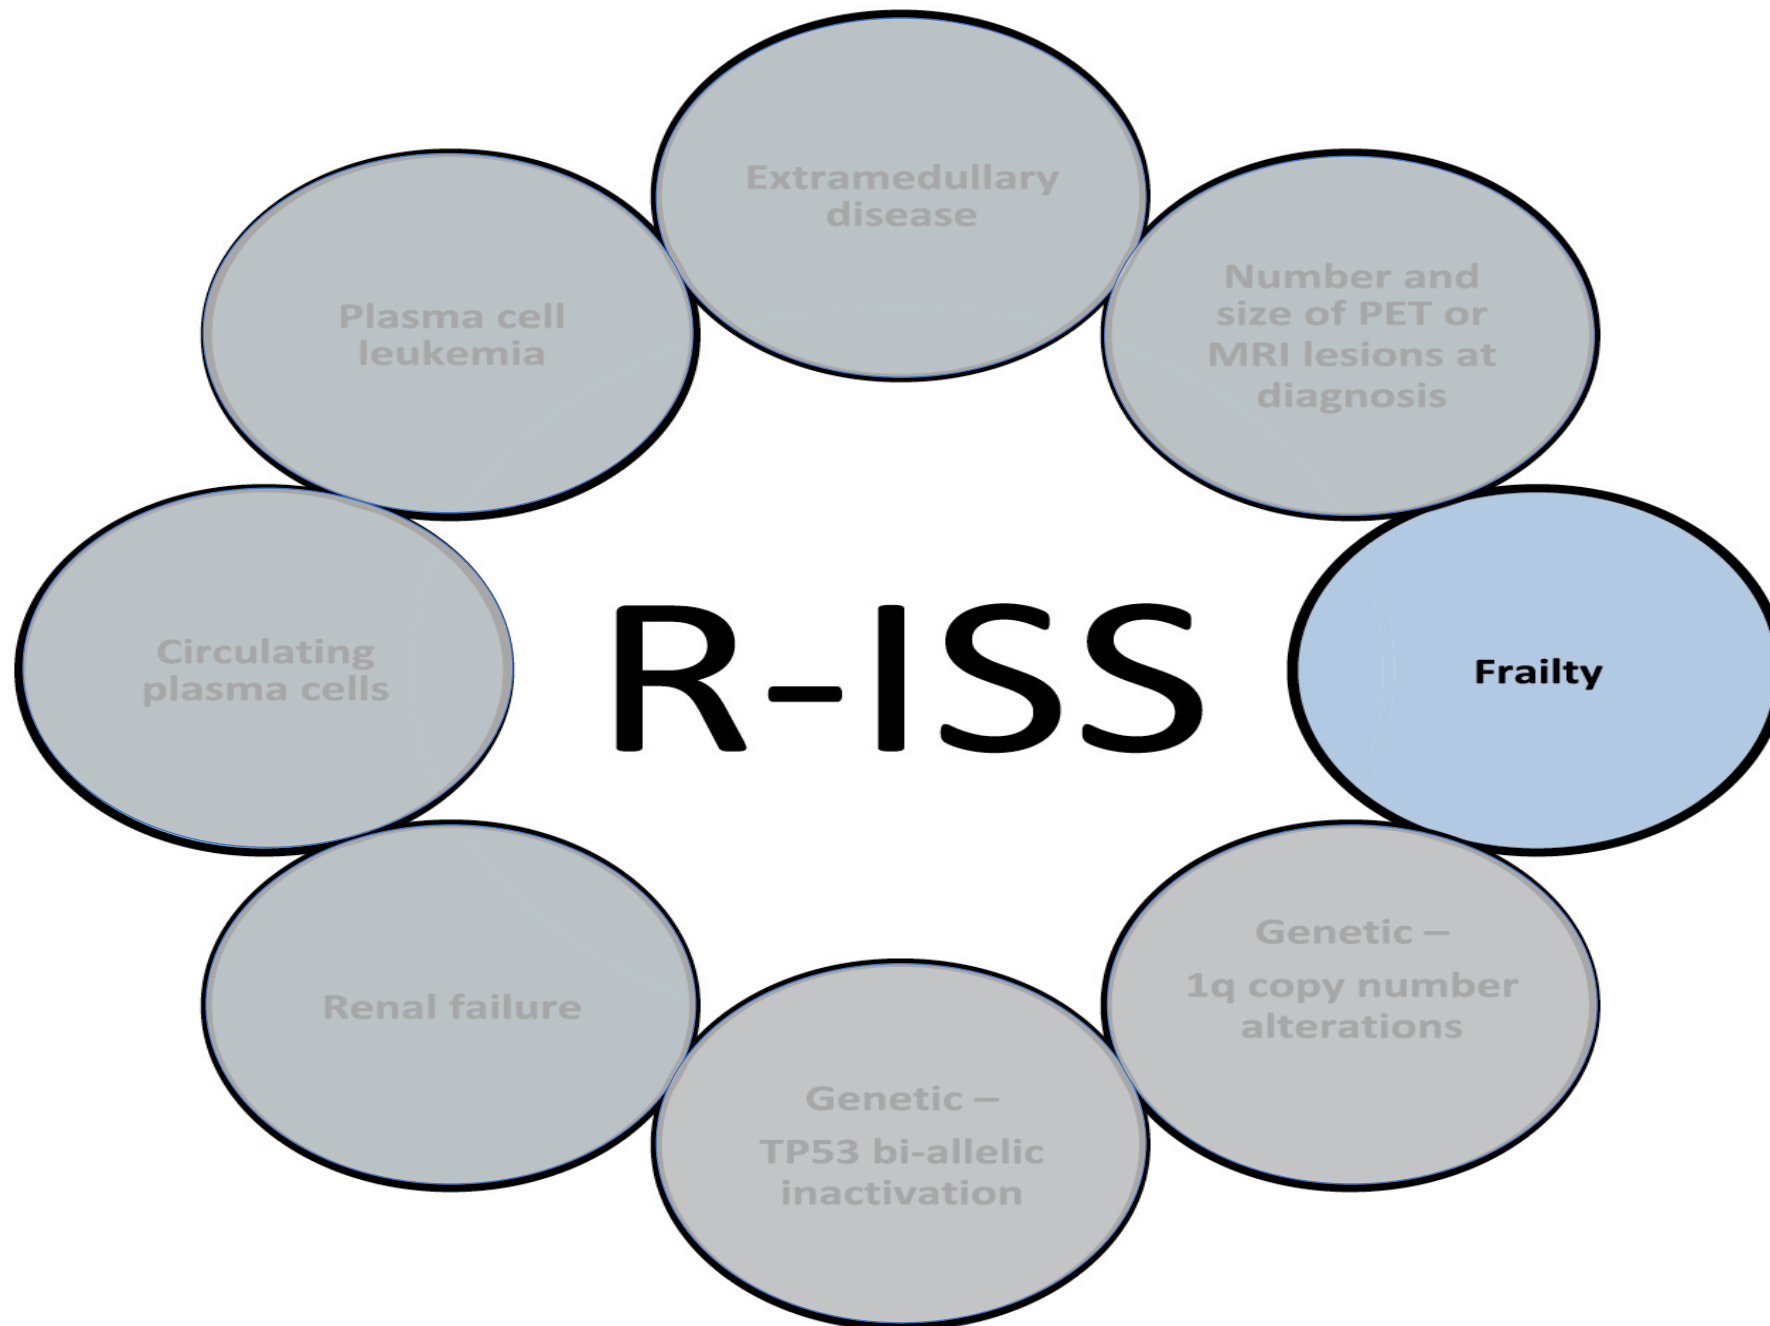 Extramedullary
disease
Number and
size of PET or
MRI lesions at
diagnosis
Plasma cell
leukemia
Frailty
R-ISS
Circulating
plasma cells
Genetic –
1q copy number
alterations
Renal failure
Genetic –
TP53 bi-allelic
inactivation